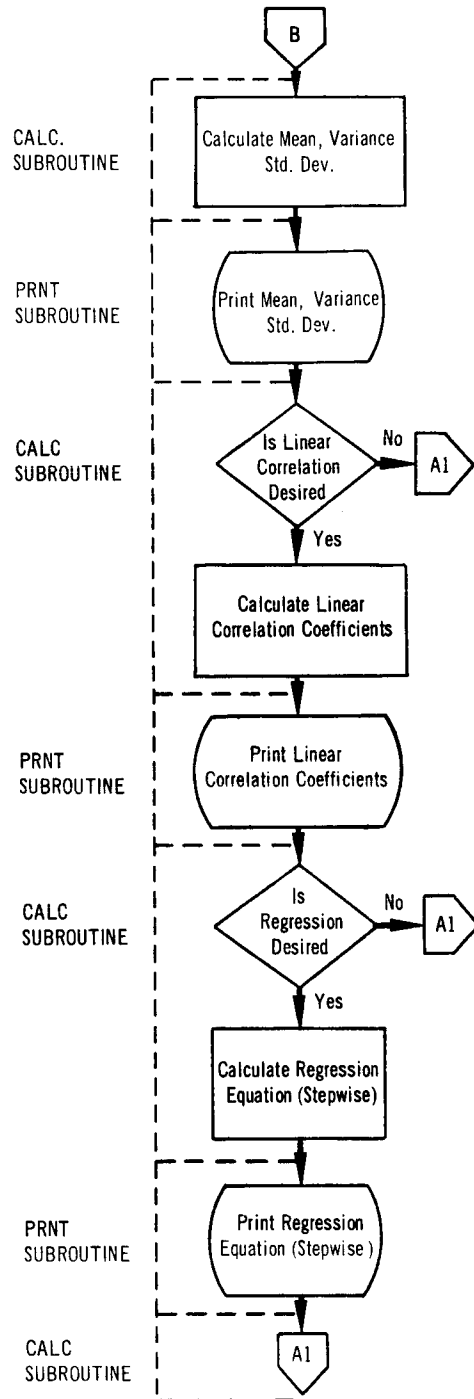 B
CALC.
SUBROUTINE
Calculate Mean, Variance
Std. Dev.
PRNT
SUBROUTINE
Print Mean, Variance
Std. Dev.
CALC
SUBROUTINE
Is Linear
Correlation
Desired
No
A1
Yes
Calculate Linear
Correlation Coefficients
PRNT
SUBROUTINE
Print Linear
Correlation Coefficients
CALC
SUBROUTINE
Is
Regression
Desired
No
A1
Yes
Calculate Regression
Equation (Stepwise)
PRNT
SUBROUTINE
Print Regression
Equation (Stepwise)
CALC
SUBROUTINE
A1